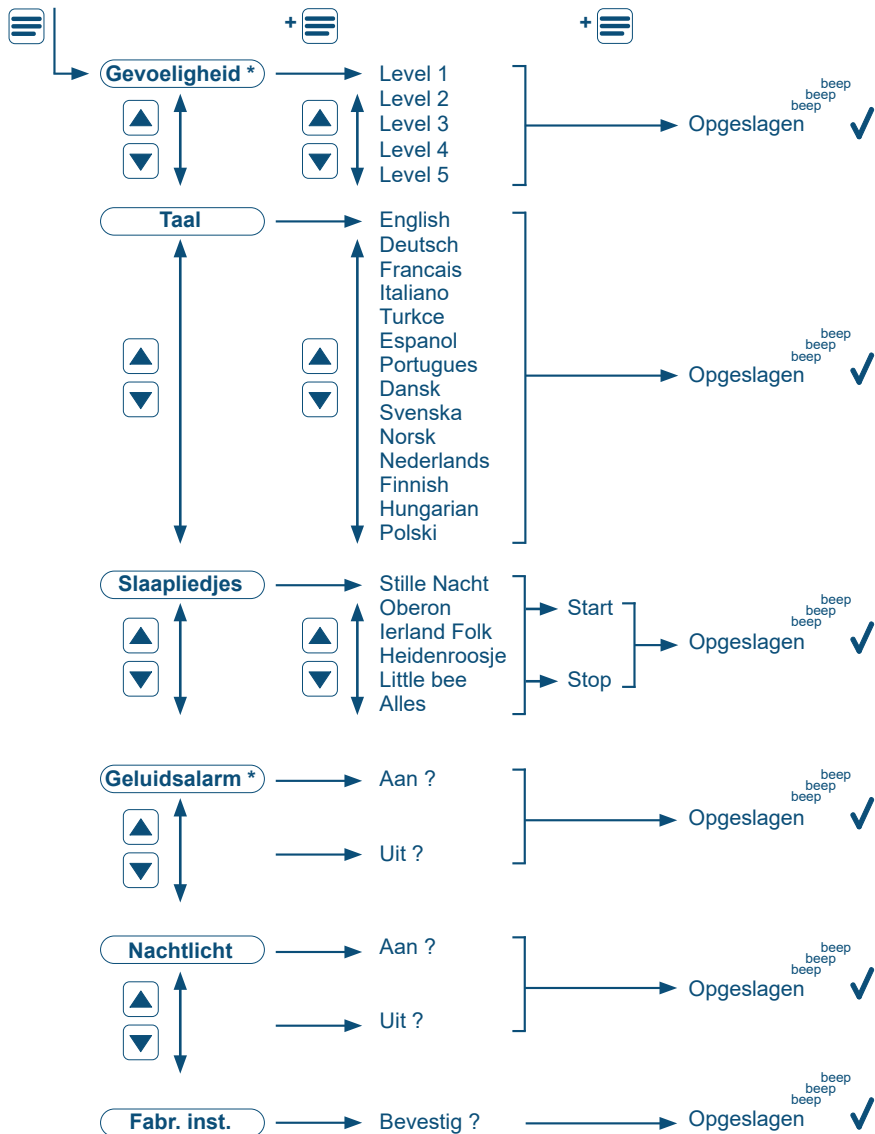 +
+
Gevoeligheid *
Level 1
Level 2
Level 3
Level 4
Level 5
Opgeslagen
beep
beep
beep
Taal
English
Deutsch
Francais
Italiano
Turkce
Espanol
Portugues
Dansk
Svenska
Norsk
Nederlands
Finnish
Hungarian
Polski
Opgeslagen
beep
beep
beep
Slaapliedjes
Stille Nacht
Oberon
Ierland Folk
Heidenroosje
Little bee
Alles
Start
Stop
Opgeslagen
beep
beep
beep
Geluidsalarm *
Aan ?
Uit ?
Opgeslagen
beep
beep
beep
Nachtlicht
Aan ?
Uit ?
Opgeslagen
beep
beep
beep
Fabr. inst.
Bevestig ?
Opgeslagen
beep
beep
beep